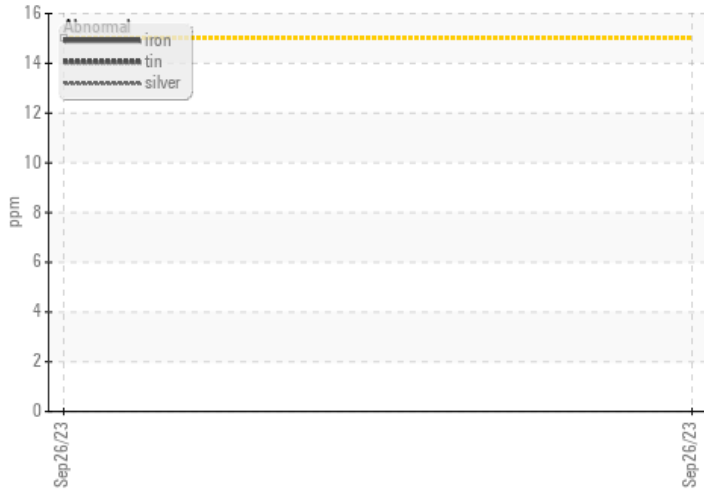 16
Abnormal
iron
tin
silver
14
12
10
8
6
4
2
0
ppm
Sep26/23
Sep26/23